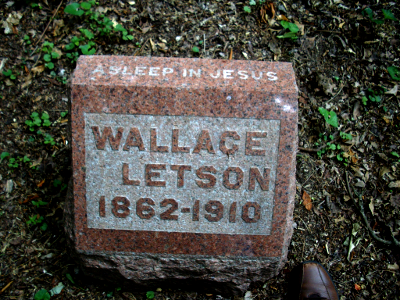 ASLEEP IN JESUS
WALLACE
LETSON
1862-1910